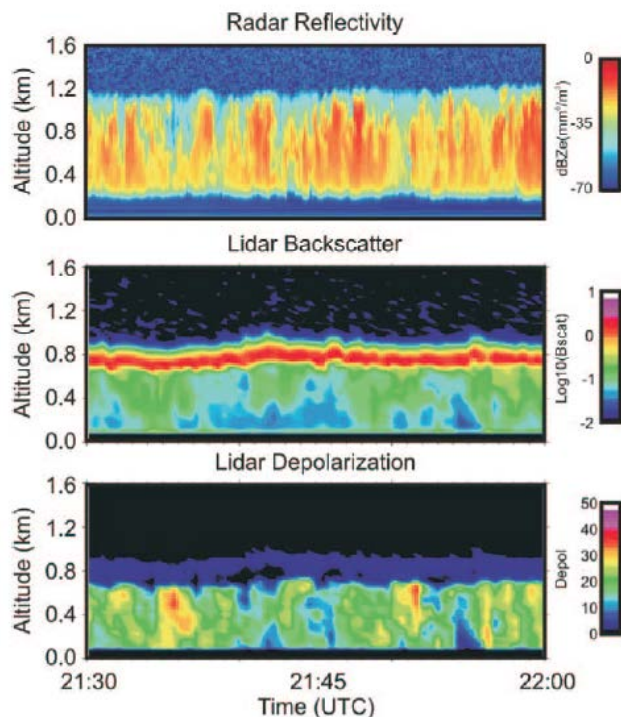 Radar Reflectivity
1.6
1.2
0.8
0.4
0.0
Altitude (km)
0
-35
-70
dBZe(mm⁶/m³)
Lidar Backscatter
1.6
1.2
0.8
0.4
0.0
Altitude (km)
1
0
-1
-2
Log10(Bscat)
Lidar Depolarization
1.6
1.2
0.8
0.4
0.0
Altitude (km)
50
40
30
20
10
0
Depol
21:30 21:45 22:00
Time (UTC)